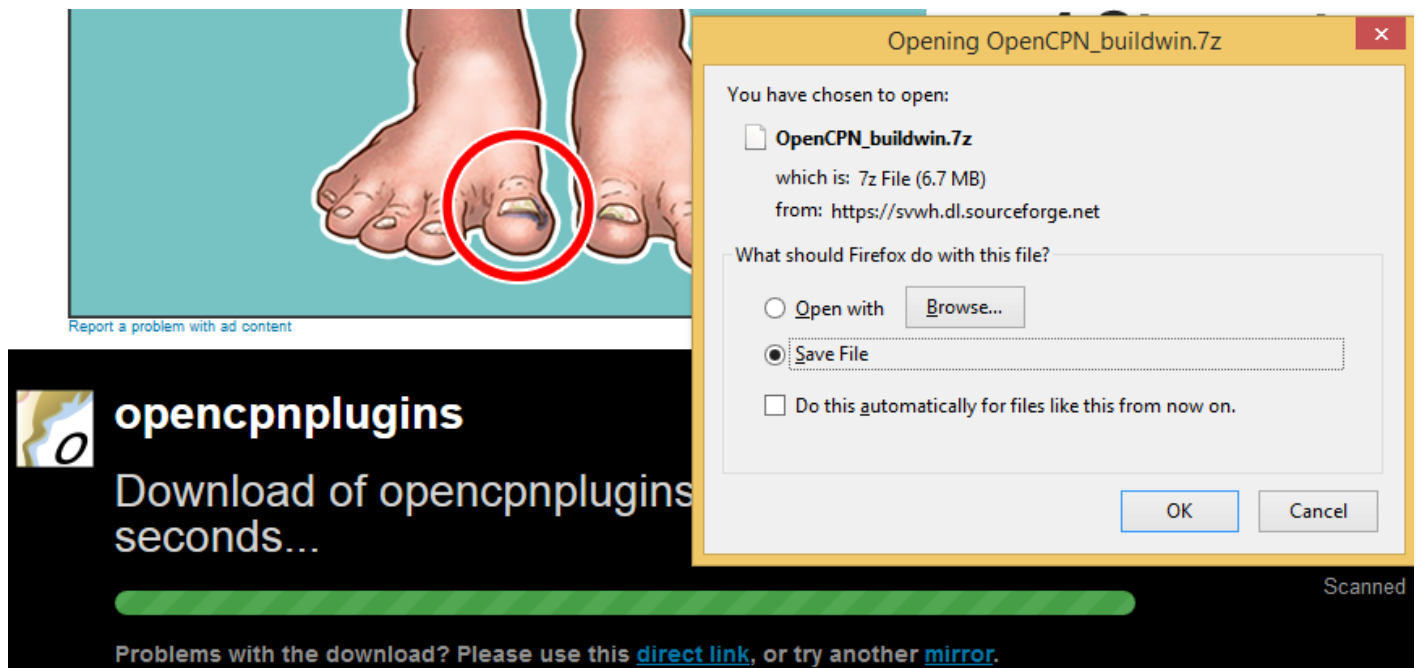 Opening OpenCPN_buildwin.7z
You have chosen to open:
OpenCPN_buildwin.7z
which is: 7z File (6.7 MB)
from: https://svwh.dl.sourceforge.net
What should Firefox do with this file?
Open with Browse...
Save File
Do this automatically for files like this from now on.
OK Cancel
Report a problem with ad content
opencpnplugins
Download of opencpnplugins
seconds...
Scanned
Problems with the download? Please use this direct link, or try another mirror.